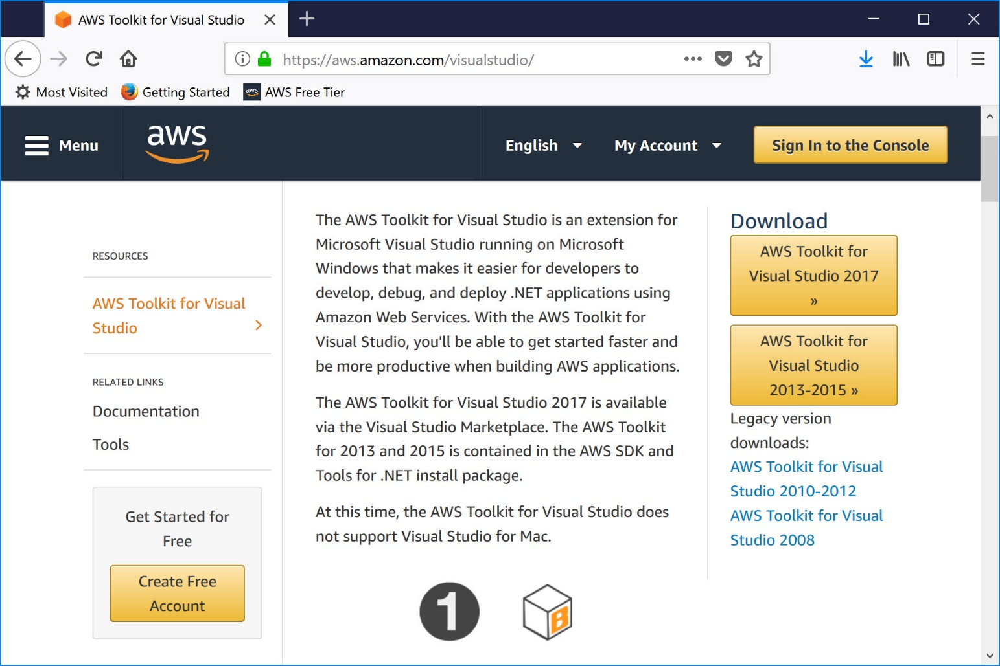 AWS Toolkit for Visual Studio
https://aws.amazon.com/visualstudio/
Most Visited
Getting Started
aws
AWS Free Tier
Menu
aws
English
My Account
Sign In to the Console
RESOURCES
AWS Toolkit for Visual
Studio
RELATED LINKS
Documentation
Tools
Get Started for
Free
Create Free
Account
The AWS Toolkit for Visual Studio is an extension for
Microsoft Visual Studio running on Microsoft
Windows that makes it easier for developers to
develop, debug, and deploy .NET applications using
Amazon Web Services. With the AWS Toolkit for
Visual Studio, you'll be able to get started faster and
be more productive when building AWS applications.
The AWS Toolkit for Visual Studio 2017 is available
via the Visual Studio Marketplace. The AWS Toolkit
for 2013 and 2015 is contained in the AWS SDK and
Tools for .NET install package.
At this time, the AWS Toolkit for Visual Studio does
not support Visual Studio for Mac.
1
B
Download
AWS Toolkit for
Visual Studio 2017
»
AWS Toolkit for
Visual Studio
2013-2015 »
Legacy version
downloads:
AWS Toolkit for Visual
Studio 2010-2012
AWS Toolkit for Visual
Studio 2008